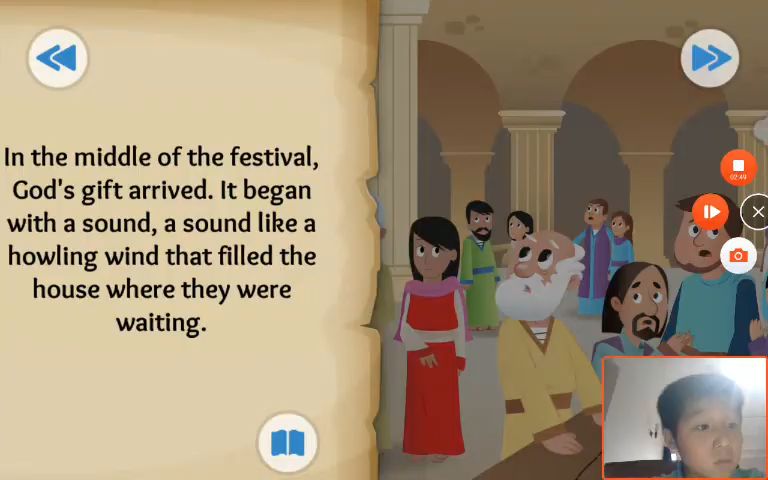 In the middle of the festival,
God's gift arrived. It began
with a sound, a sound like a
howling wind that filled the
house where they were
waiting.
02:49